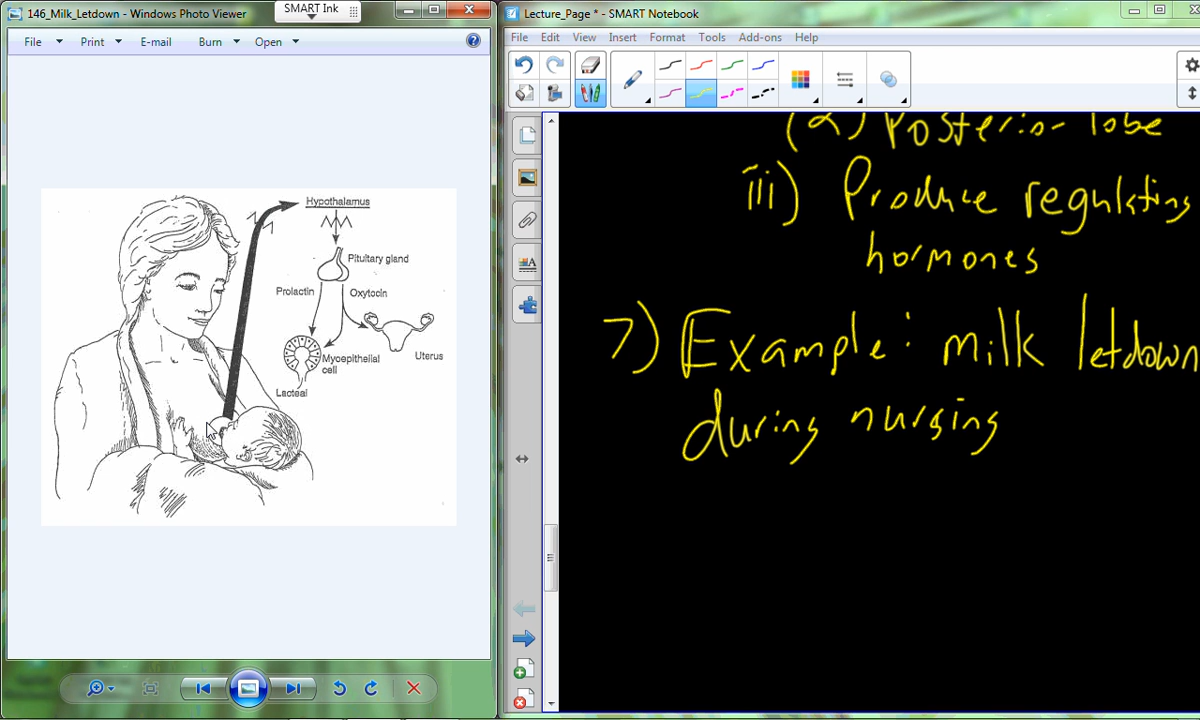 146_Milk_Letdown - Windows Photo Viewer
SMART Ink
File Print E-mail Burn Open
Hypothalamus
Pitultary gland
Prolactin Oxytocin
Myoepithelial
cell
Uterus
Lacteal
Lecture_Page * - SMART Notebook
File Edit View Insert Format Tools Add-ons Help
(2) Posterior lobe
iii) Produce regulating
hormones
7) Example: milk letdown
during nursing